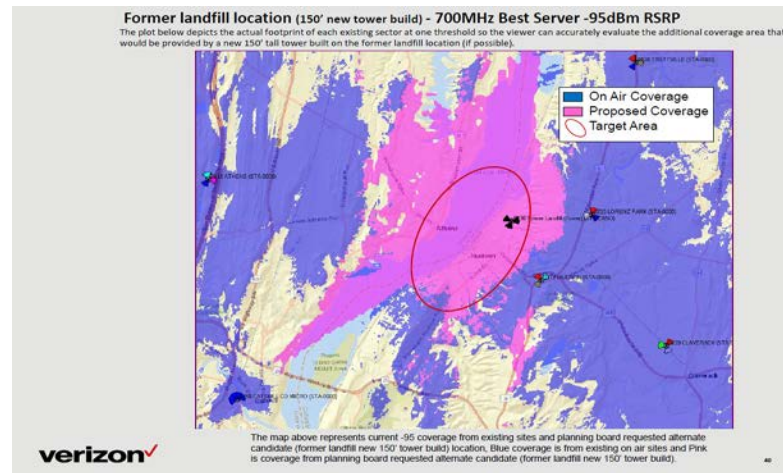 Former landfill location (150’ new tower build) - 700MHz Best Server -95dBm RSRP
The plot below depicts the actual footprint of each existing sector at one threshold so the viewer can accurately evaluate the additional coverage area that
would be provided by a new 150’ tall tower built on the former landfill location (if possible).
On Air Coverage
Proposed Coverage
Target Area
Athens
Hudson
verizon
The map above represents current -95 coverage from existing sites and planning board requested alternate
candidate (former landfill new 150’ tower build) location, Blue coverage is from existing on air sites and Pink
is coverage from planning board requested alternate candidate (former landfill new 150’ tower build).